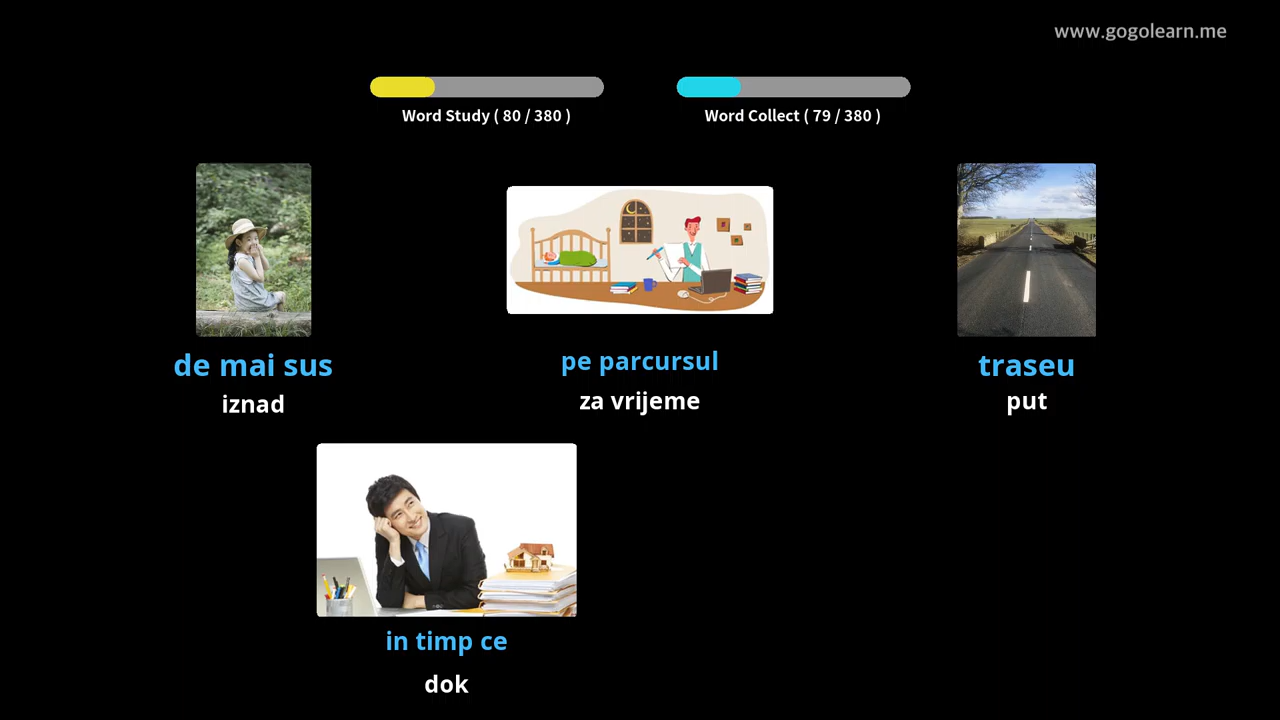 www.gogolearn.me
Word Study ( 80 / 380 )
Word Collect ( 79 / 380 )
de mai sus
iznad
pe parcursul
za vrijeme
traseu
put
in timp ce
dok